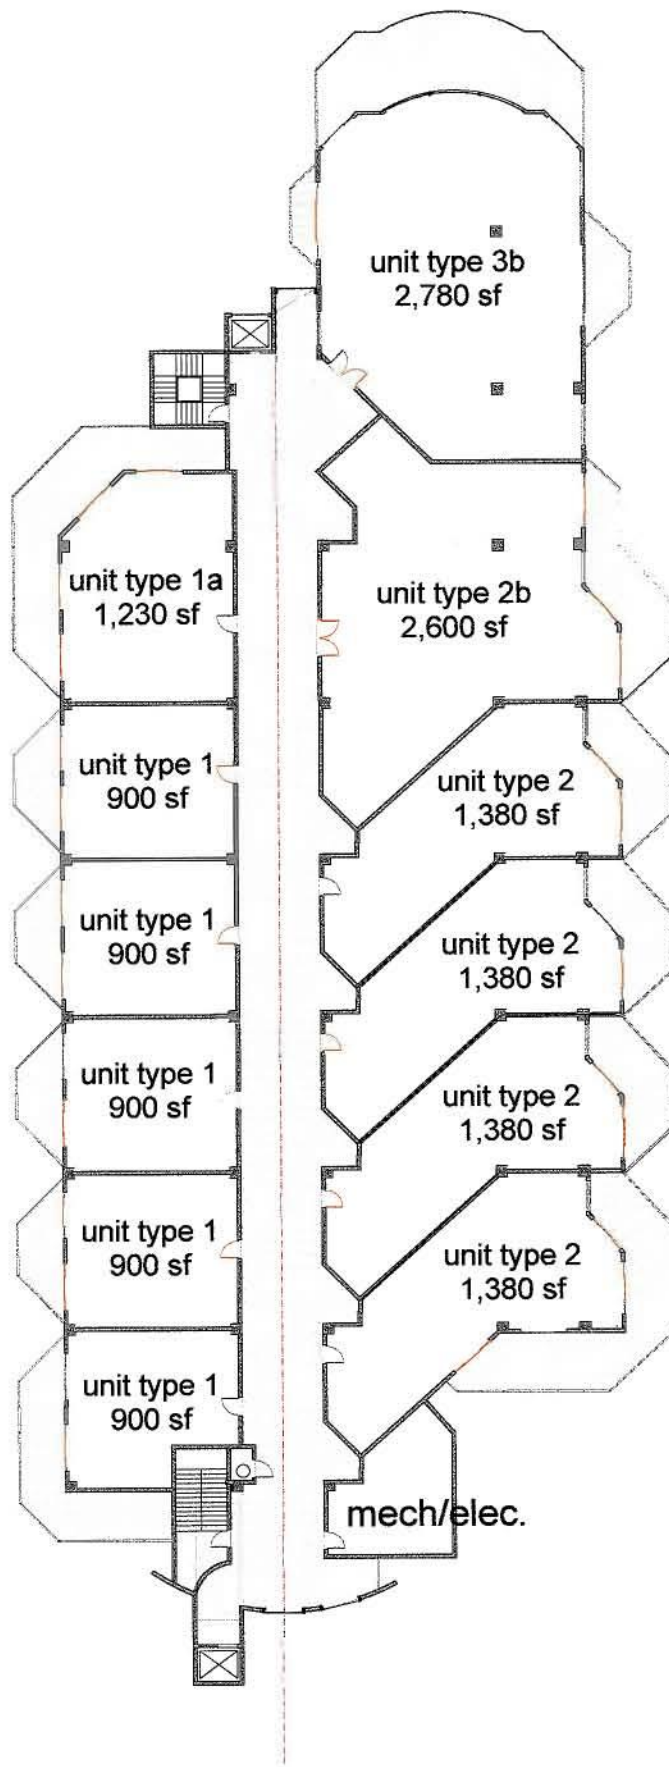 unit type 3b
2,780 sf
unit type 1a
1,230 sf
unit type 2b
2,600 sf
unit type 1
900 sf
unit type 2
1,380 sf
unit type 1
900 sf
unit type 2
1,380 sf
unit type 1
900 sf
unit type 2
1,380 sf
unit type 1
900 sf
unit type 2
1,380 sf
unit type 1
900 sf
mech/elec.